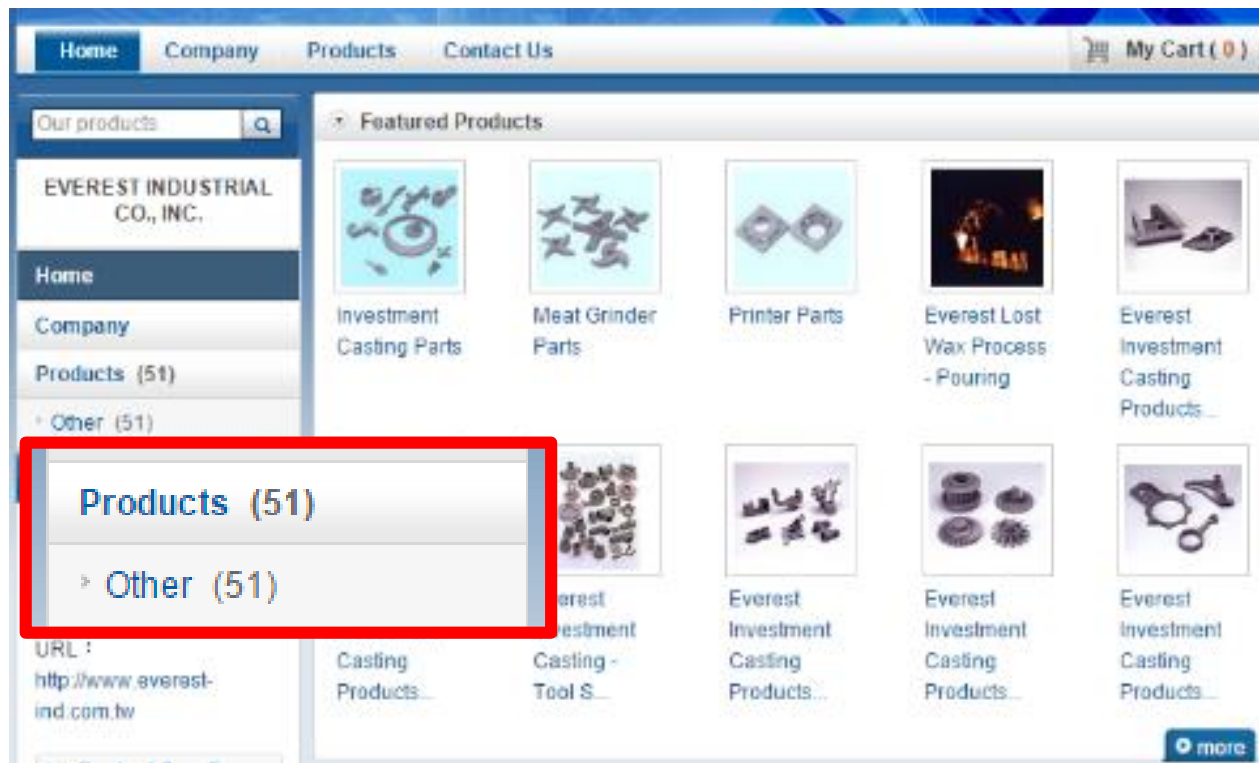 Home Company Products Contact Us My Cart ( 0 )
Our products
Featured Products
EVEREST INDUSTRIAL
CO., INC.
Home
Company
Products (51)
Other (51)
Investment
Casting Parts
Meat Grinder
Parts
Printer Parts
Everest Lost
Wax Process
- Pouring
Everest
Investment
Casting
Products...
Products (51)
Other (51)
Casting
Products...
Casting -
Tool S...
Everest
Investment
Casting
Products...
Everest
Investment
Casting
Products...
Everest
Investment
Casting
Products...
URL :
http://www.everest-
ind.com.tw
more